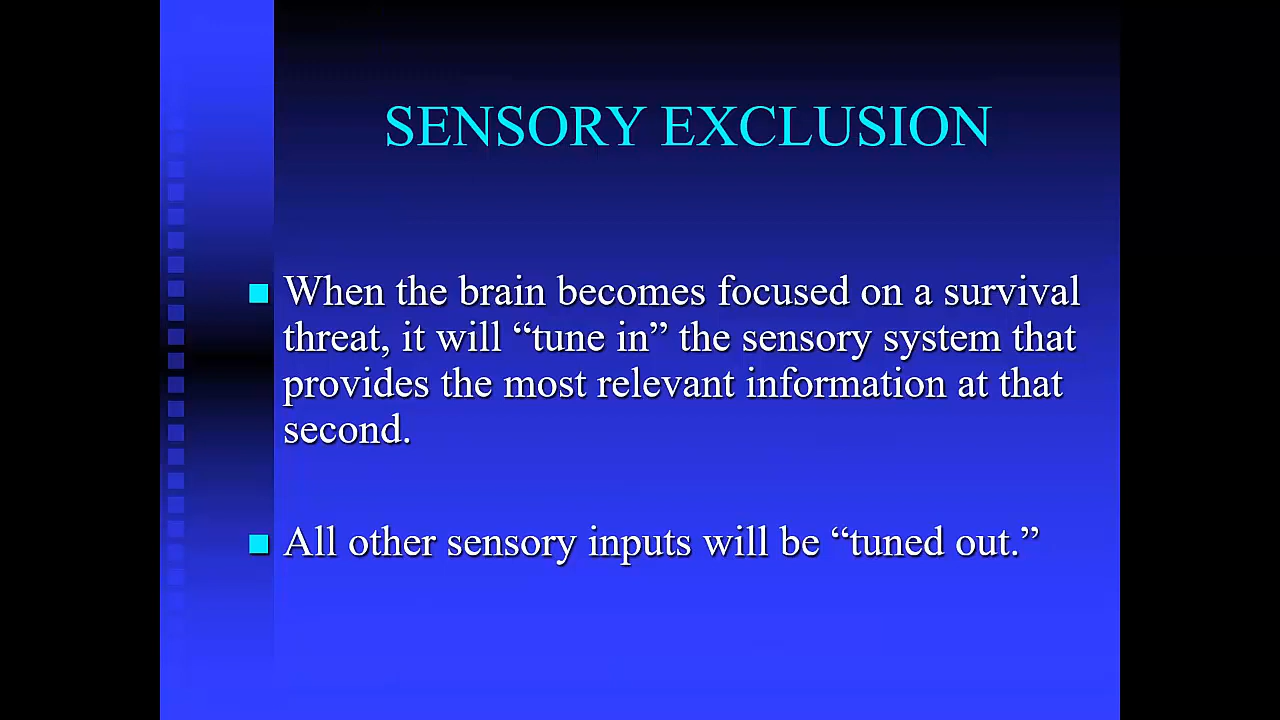 SENSORY EXCLUSION
When the brain becomes focused on a survival
threat, it will “tune in” the sensory system that
provides the most relevant information at that
second.
All other sensory inputs will be “tuned out.”